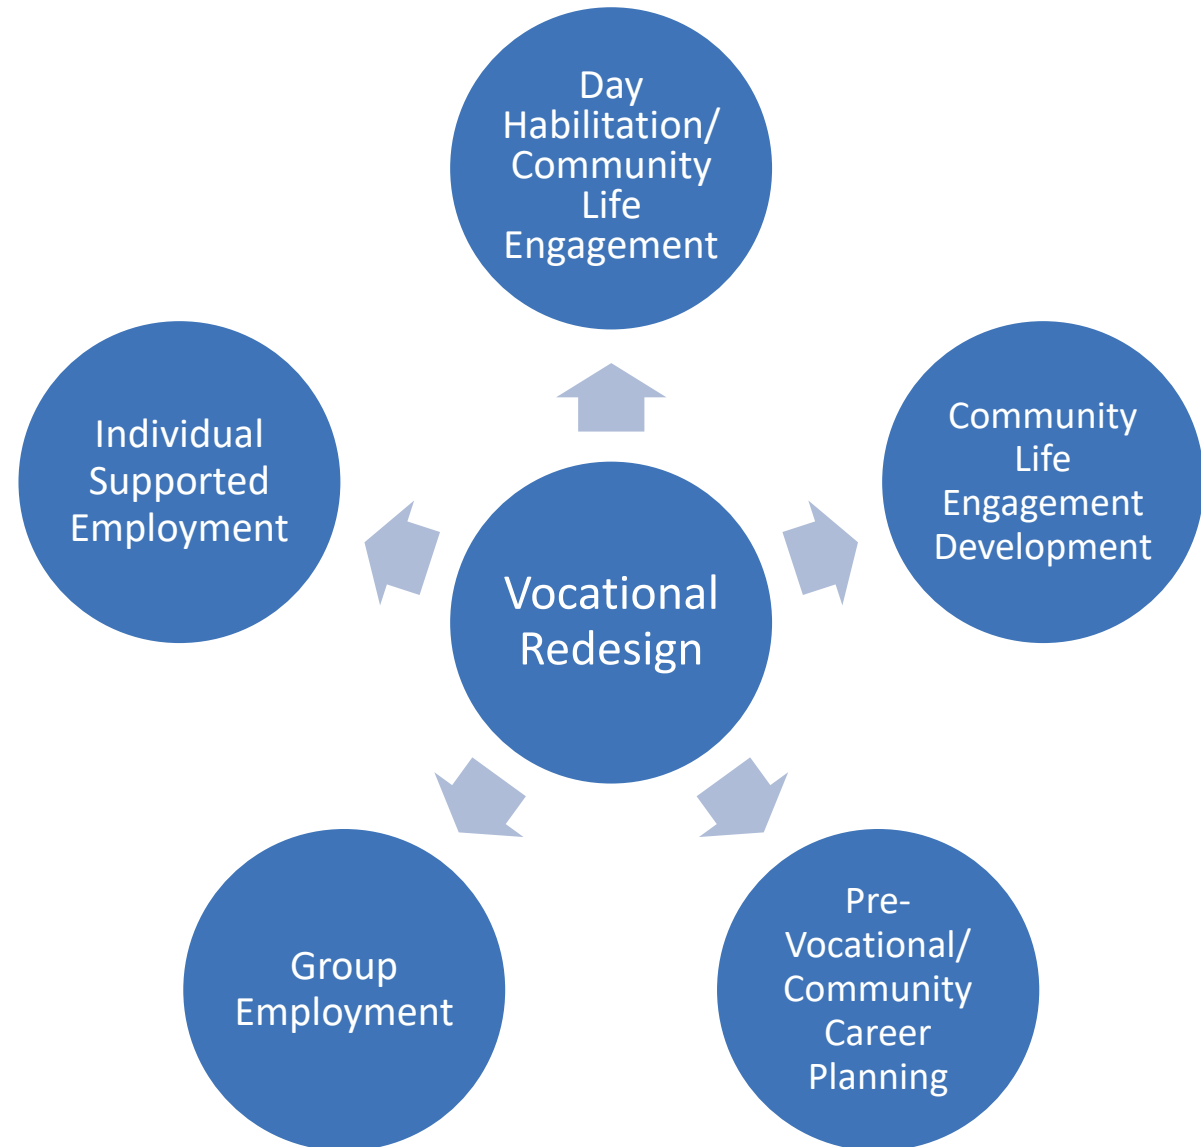 Day
Habilitation/
Community
Life
Engagement
Community
Life
Engagement
Development
Pre-
Vocational/
Community
Career
Planning
Group
Employment
Individual
Supported
Employment
Vocational
Redesign